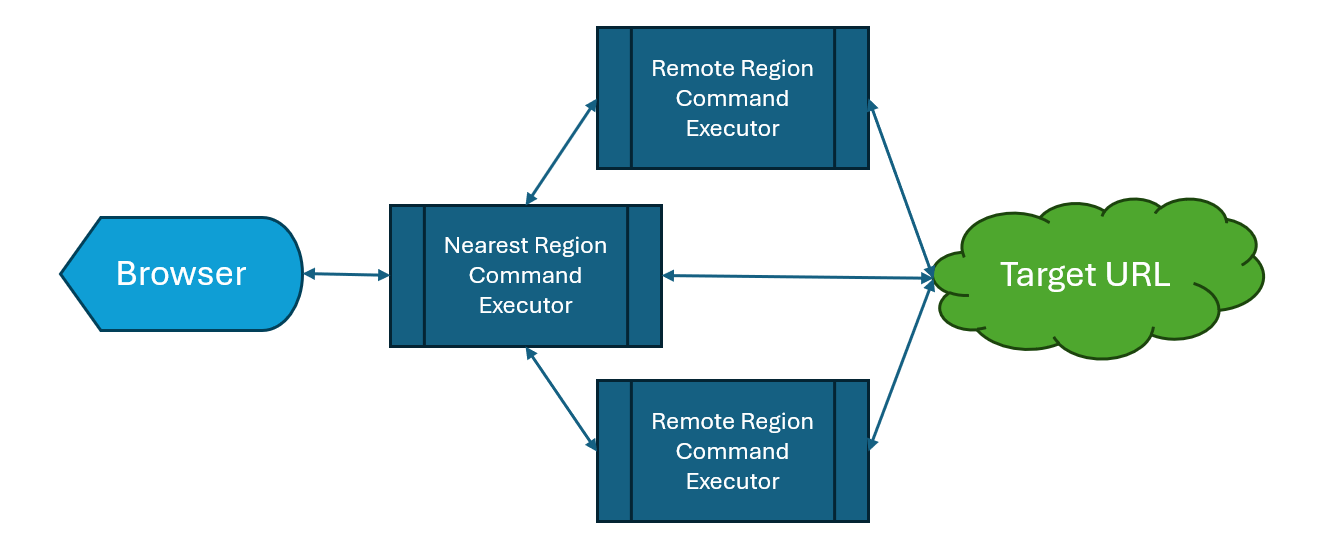 Remote Region
Command
Executor
Browser
Nearest Region
Command
Executor
Target URL
Remote Region
Command
Executor